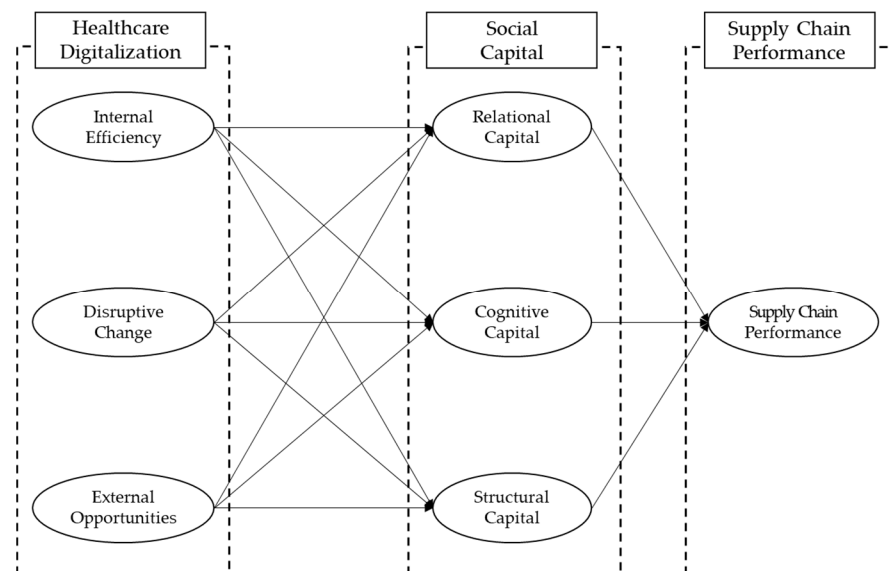 Healthcare
Digitalization
Social
Capital
Supply Chain
Performance
Internal
Efficiency
Relational
Capital
Disruptive
Change
Cognitive
Capital
Supply Chain
Performance
External
Opportunities
Structural
Capital